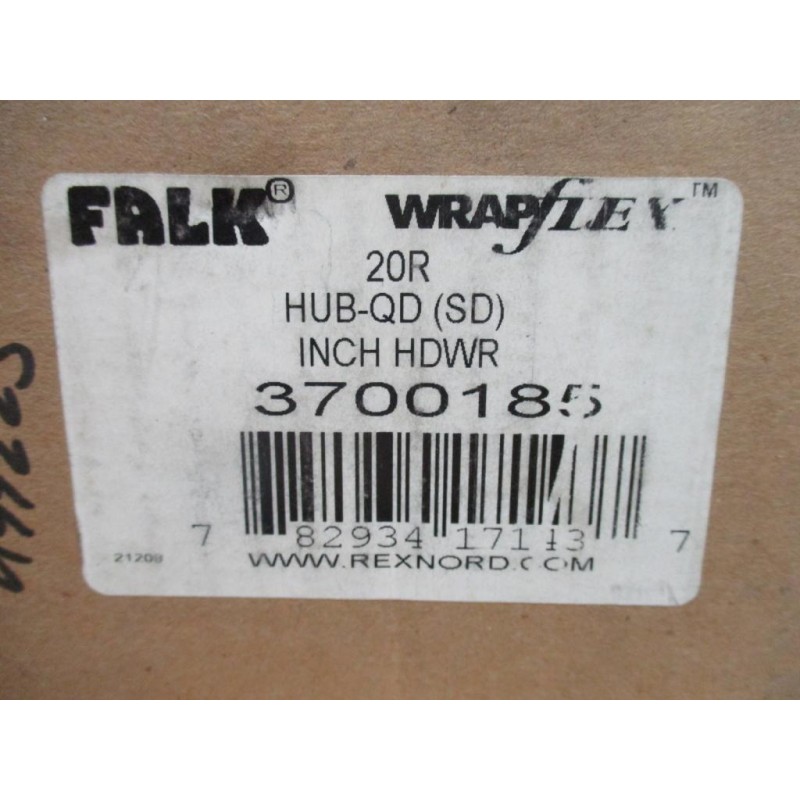 FALK® WRAPfLEX™
20R
HUB-QD (SD)
INCH HDWR
3700185
7 82934 17143 7
21208
WWW.REXNORD.COM